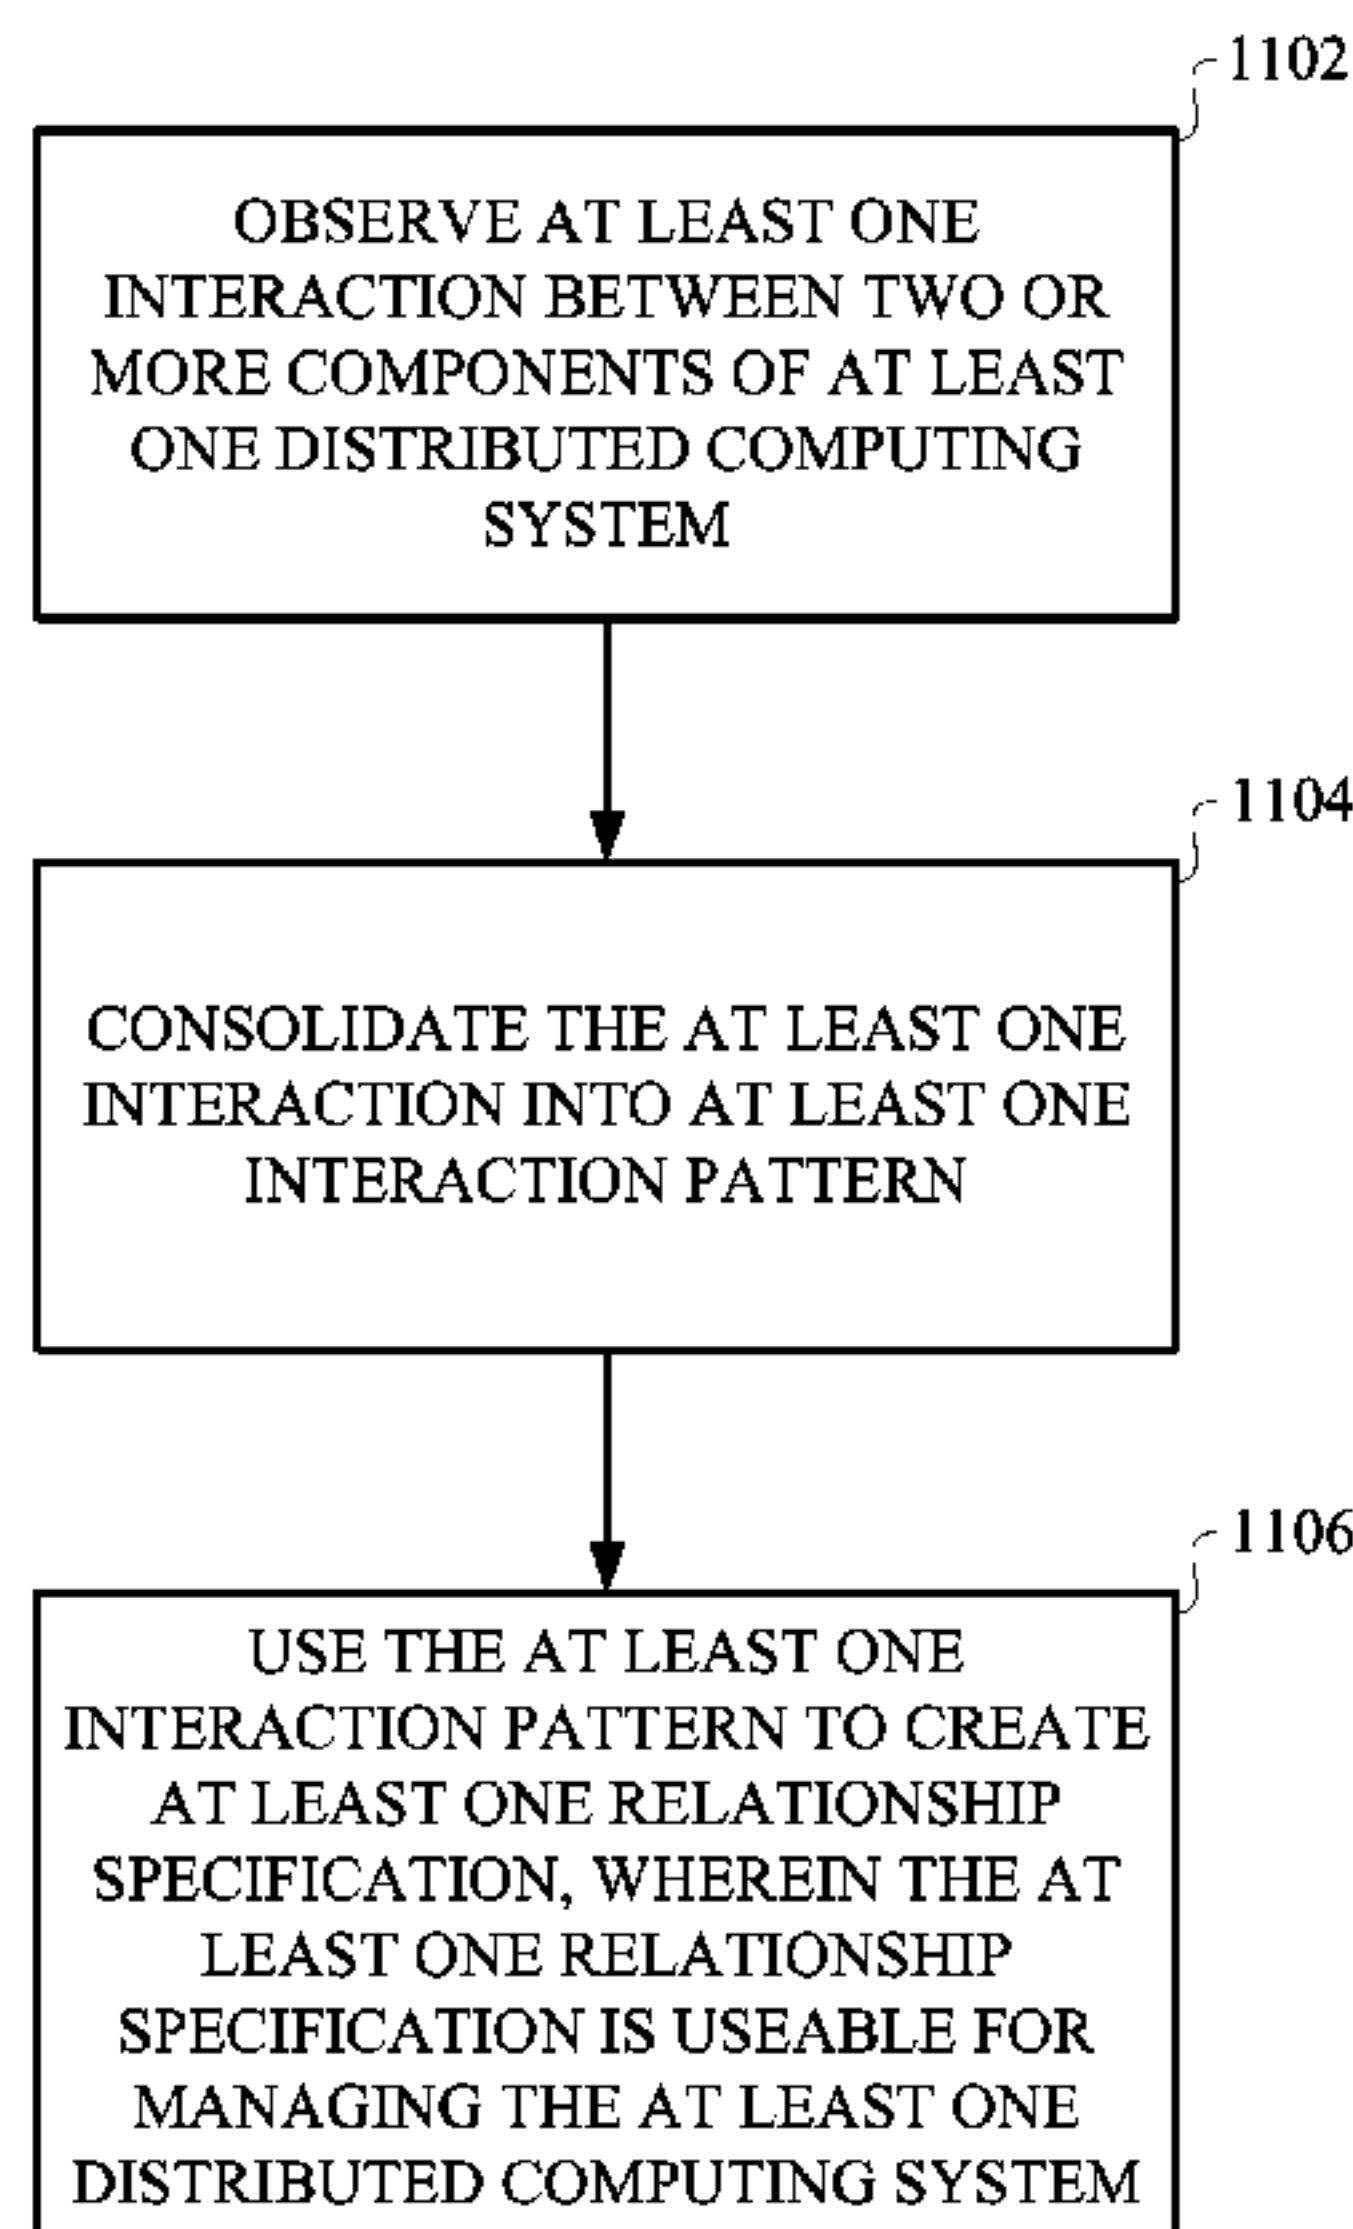 1102
OBSERVE AT LEAST ONE
INTERACTION BETWEEN TWO OR
MORE COMPONENTS OF AT LEAST
ONE DISTRIBUTED COMPUTING
SYSTEM
1104
CONSOLIDATE THE AT LEAST ONE
INTERACTION INTO AT LEAST ONE
INTERACTION PATTERN
1106
USE THE AT LEAST ONE
INTERACTION PATTERN TO CREATE
AT LEAST ONE RELATIONSHIP
SPECIFICATION, WHEREIN THE AT
LEAST ONE RELATIONSHIP
SPECIFICATION IS USEABLE FOR
MANAGING THE AT LEAST ONE
DISTRIBUTED COMPUTING SYSTEM